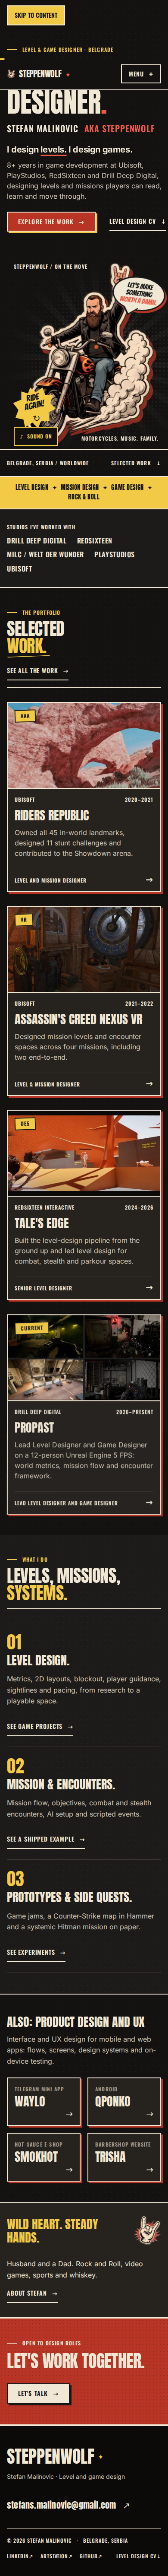 SKIP TO CONTENT
LEVEL & GAME DESIGNER · BELGRADE
STEPPENWOLF
MENU +
DESIGNER.
STEFAN MALINOVIC AKA STEPPENWOLF
I design levels. I design games.
8+ years in game development at Ubisoft,
PlayStudios, RedSixteen and Drill Deep Digital,
designing levels and missions players can read,
learn and move through.
EXPLORE THE WORK →
LEVEL DESIGN CV ↓
STEPPENWOLF / ON THE MOVE
LET'S MAKE
SOMETHING
WORTH A DAMN.
RIDE
AGAIN!
↻
♪ SOUND ON
MOTORCYCLES. MUSIC. FAMILY.
BELGRADE, SERBIA / WORLDWIDE
SELECTED WORK ↓
LEVEL DESIGN ✦ MISSION DESIGN ✦ GAME DESIGN ✦
ROCK & ROLL
STUDIOS I'VE WORKED WITH
DRILL DEEP DIGITAL REDSIXTEEN
MILC / WELT DER WUNDER PLAYSTUDIOS
UBISOFT
THE PORTFOLIO
SELECTED
WORK.
SEE ALL THE WORK →
AAA
UBISOFT
2020–2021
RIDERS REPUBLIC
Owned all 45 in-world landmarks,
designed 11 stunt challenges and
contributed to the Showdown arena.
LEVEL AND MISSION DESIGNER →
VR
UBISOFT
2021–2022
ASSASSIN'S CREED NEXUS VR
Designed mission levels and encounter
spaces across four missions, including
two end-to-end.
LEVEL & MISSION DESIGNER →
UE5
REDSIXTEEN INTERACTIVE
2024–2026
TALE'S EDGE
Built the level-design pipeline from the
ground up and led level design for
combat, stealth and parkour spaces.
SENIOR LEVEL DESIGNER →
CURRENT
DRILL DEEP DIGITAL
2026–PRESENT
PROPAST
Lead Level Designer and Game Designer
on a 12-person Unreal Engine 5 FPS:
world metrics, mission flow and encounter
framework.
LEAD LEVEL DESIGNER AND GAME DESIGNER →
WHAT I DO
LEVELS, MISSIONS,
SYSTEMS.
01
LEVEL DESIGN.
Metrics, 2D layouts, blockout, player guidance,
sightlines and pacing, from research to a
playable space.
SEE GAME PROJECTS →
02
MISSION & ENCOUNTERS.
Mission flow, objectives, combat and stealth
encounters, AI setup and scripted events.
SEE A SHIPPED EXAMPLE →
03
PROTOTYPES & SIDE QUESTS.
Game jams, a Counter-Strike map in Hammer
and a systemic Hitman mission on paper.
SEE EXPERIMENTS →
ALSO: PRODUCT DESIGN AND UX
Interface and UX design for mobile and web
apps: flows, screens, design systems and on-
device testing.
TELEGRAM MINI APP
WAYLO
→
ANDROID
QPONKO
→
HOT-SAUCE E-SHOP
SMOKHOT
→
BARBERSHOP WEBSITE
TRISHA
→
WILD HEART. STEADY
HANDS.
Husband and a Dad. Rock and Roll, video
games, sports and whiskey.
ABOUT STEFAN →
OPEN TO DESIGN ROLES
LET'S WORK TOGETHER.
LET'S TALK →
STEPPENWOLF
Stefan Malinovic · Level and game design
stefans.malinovic@gmail.com ↗
© 2026 STEFAN MALINOVIC · BELGRADE, SERBIA
LINKEDIN↗ ARTSTATION↗ GITHUB↗ LEVEL DESIGN CV↓